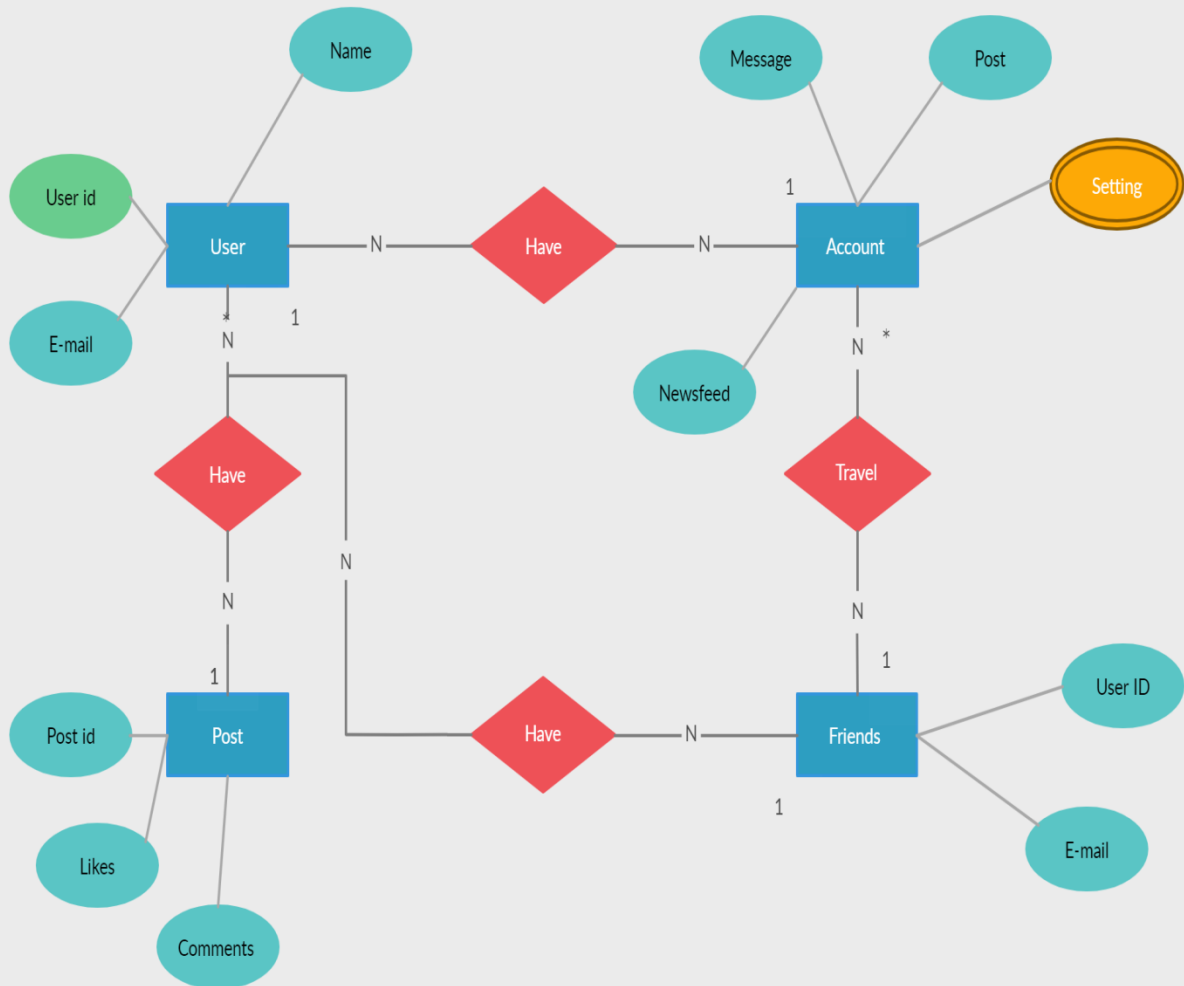 Name
Message
Post
User id
Setting
1
User
N
Have
N
Account
*
1
N
*
N
E-mail
Newsfeed
Have
Travel
N
N
N
1
1
User ID
Post id
Post
Have
N
Friends
1
Likes
E-mail
Comments